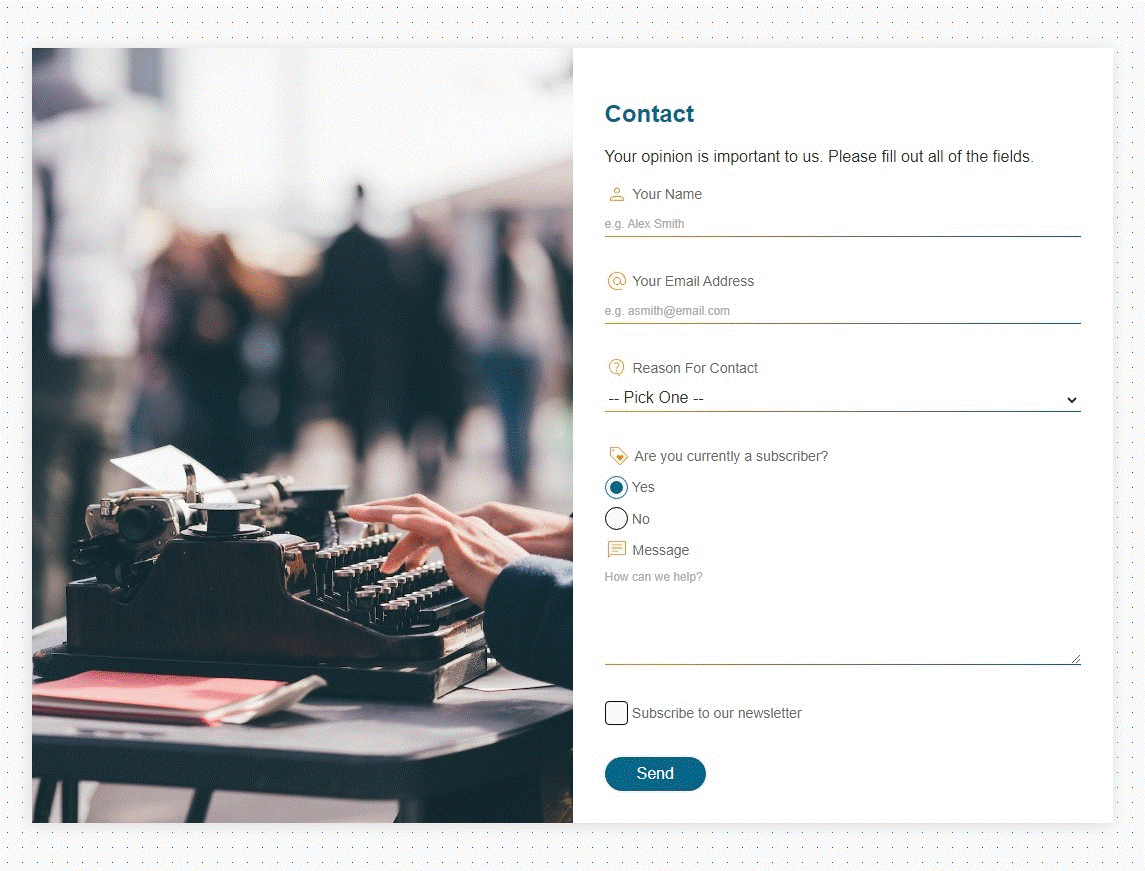 Contact
Your opinion is important to us. Please fill out all of the fields.
Your Name
e.g. Alex Smith
Your Email Address
e.g. asmith@email.com
Reason For Contact
-- Pick One --
Are you currently a subscriber?
Yes
No
Message
How can we help?
Subscribe to our newsletter
Send